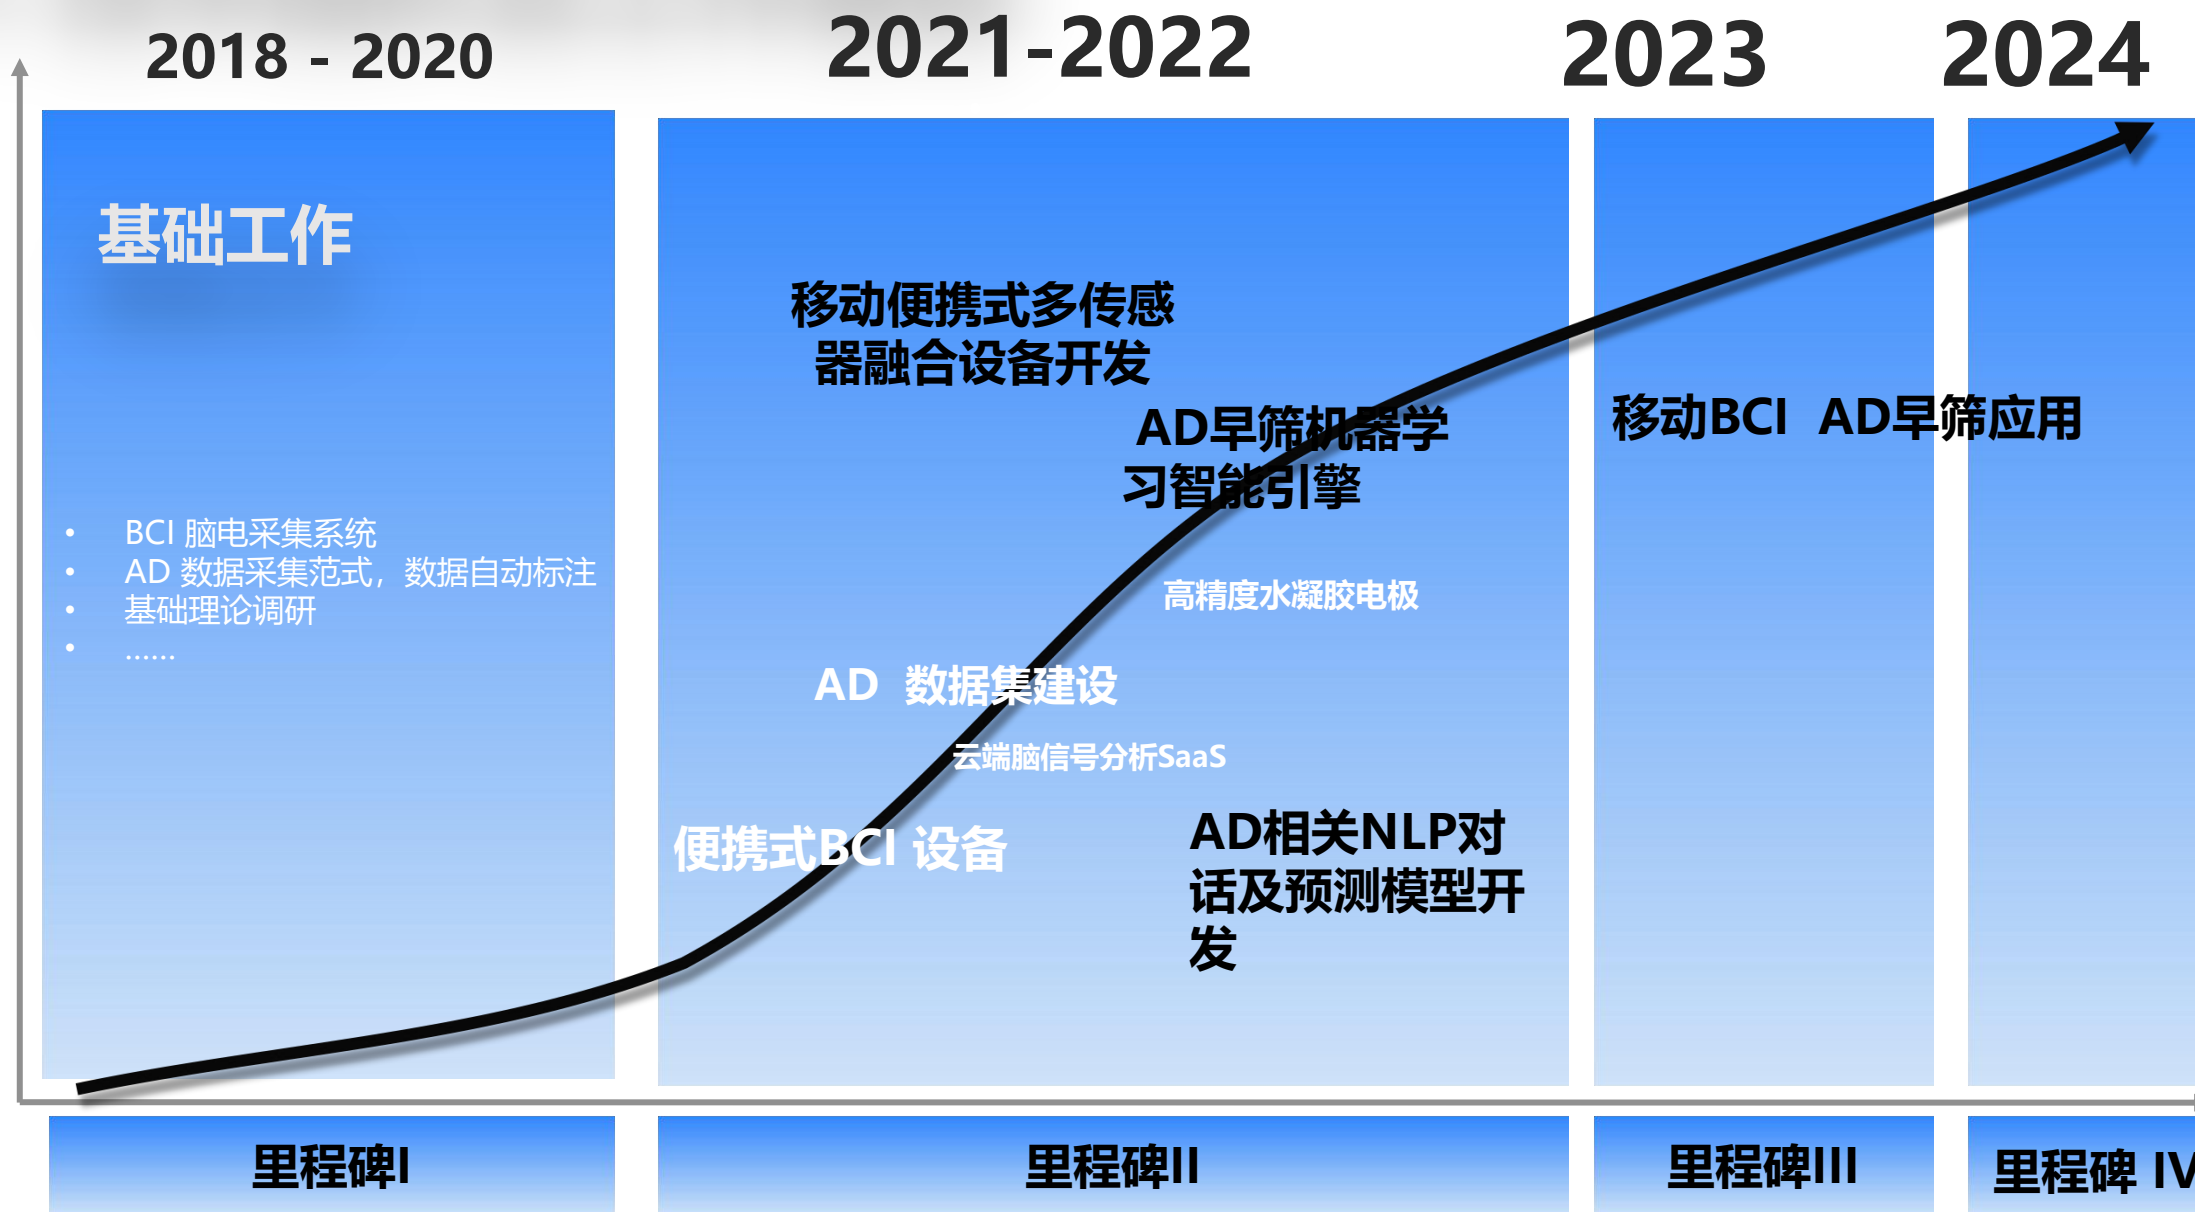 2018 - 2020
2021-2022
2023
2024
基础工作
• BCI 脑电采集系统
• AD 数据采集范式，数据自动标注
• 基础理论调研
• ......
移动便携式多传感
器融合设备开发
AD早筛机器学
习智能引擎
高精度水凝胶电极
AD 数据集建设
云端脑信号分析SaaS
便携式BCI 设备
AD相关NLP对
话及预测模型开
发
移动BCI AD早筛应用
里程碑I
里程碑II
里程碑III
里程碑 IV